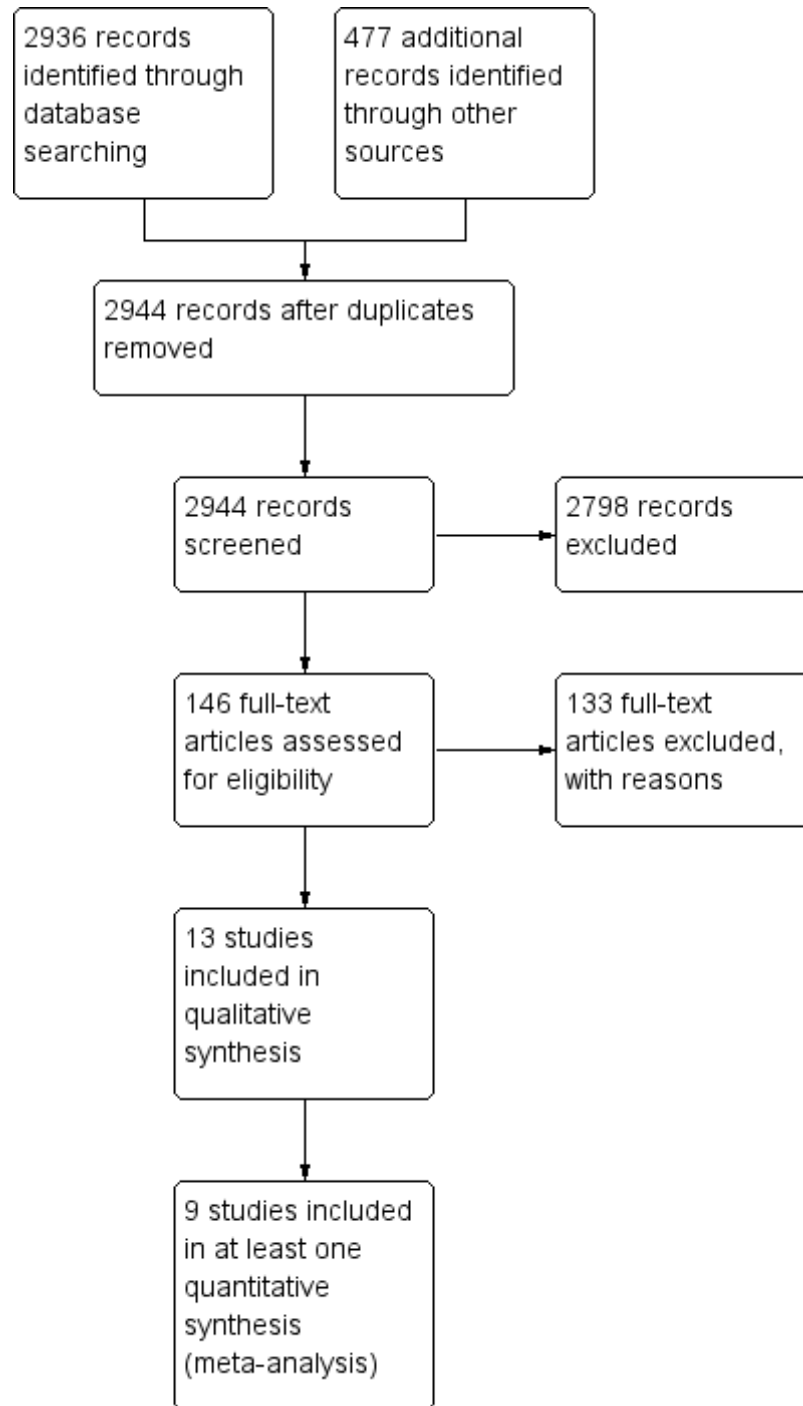 2936 records
identified through
database
searching
477 additional
records identified
through other
sources
2944 records after duplicates
removed
2944 records
screened
2798 records
excluded
146 full-text
articles assessed
for eligibility
133 full-text
articles excluded,
with reasons
13 studies
included in
qualitative
synthesis
9 studies included
in at least one
quantitative
synthesis
(meta-analysis)